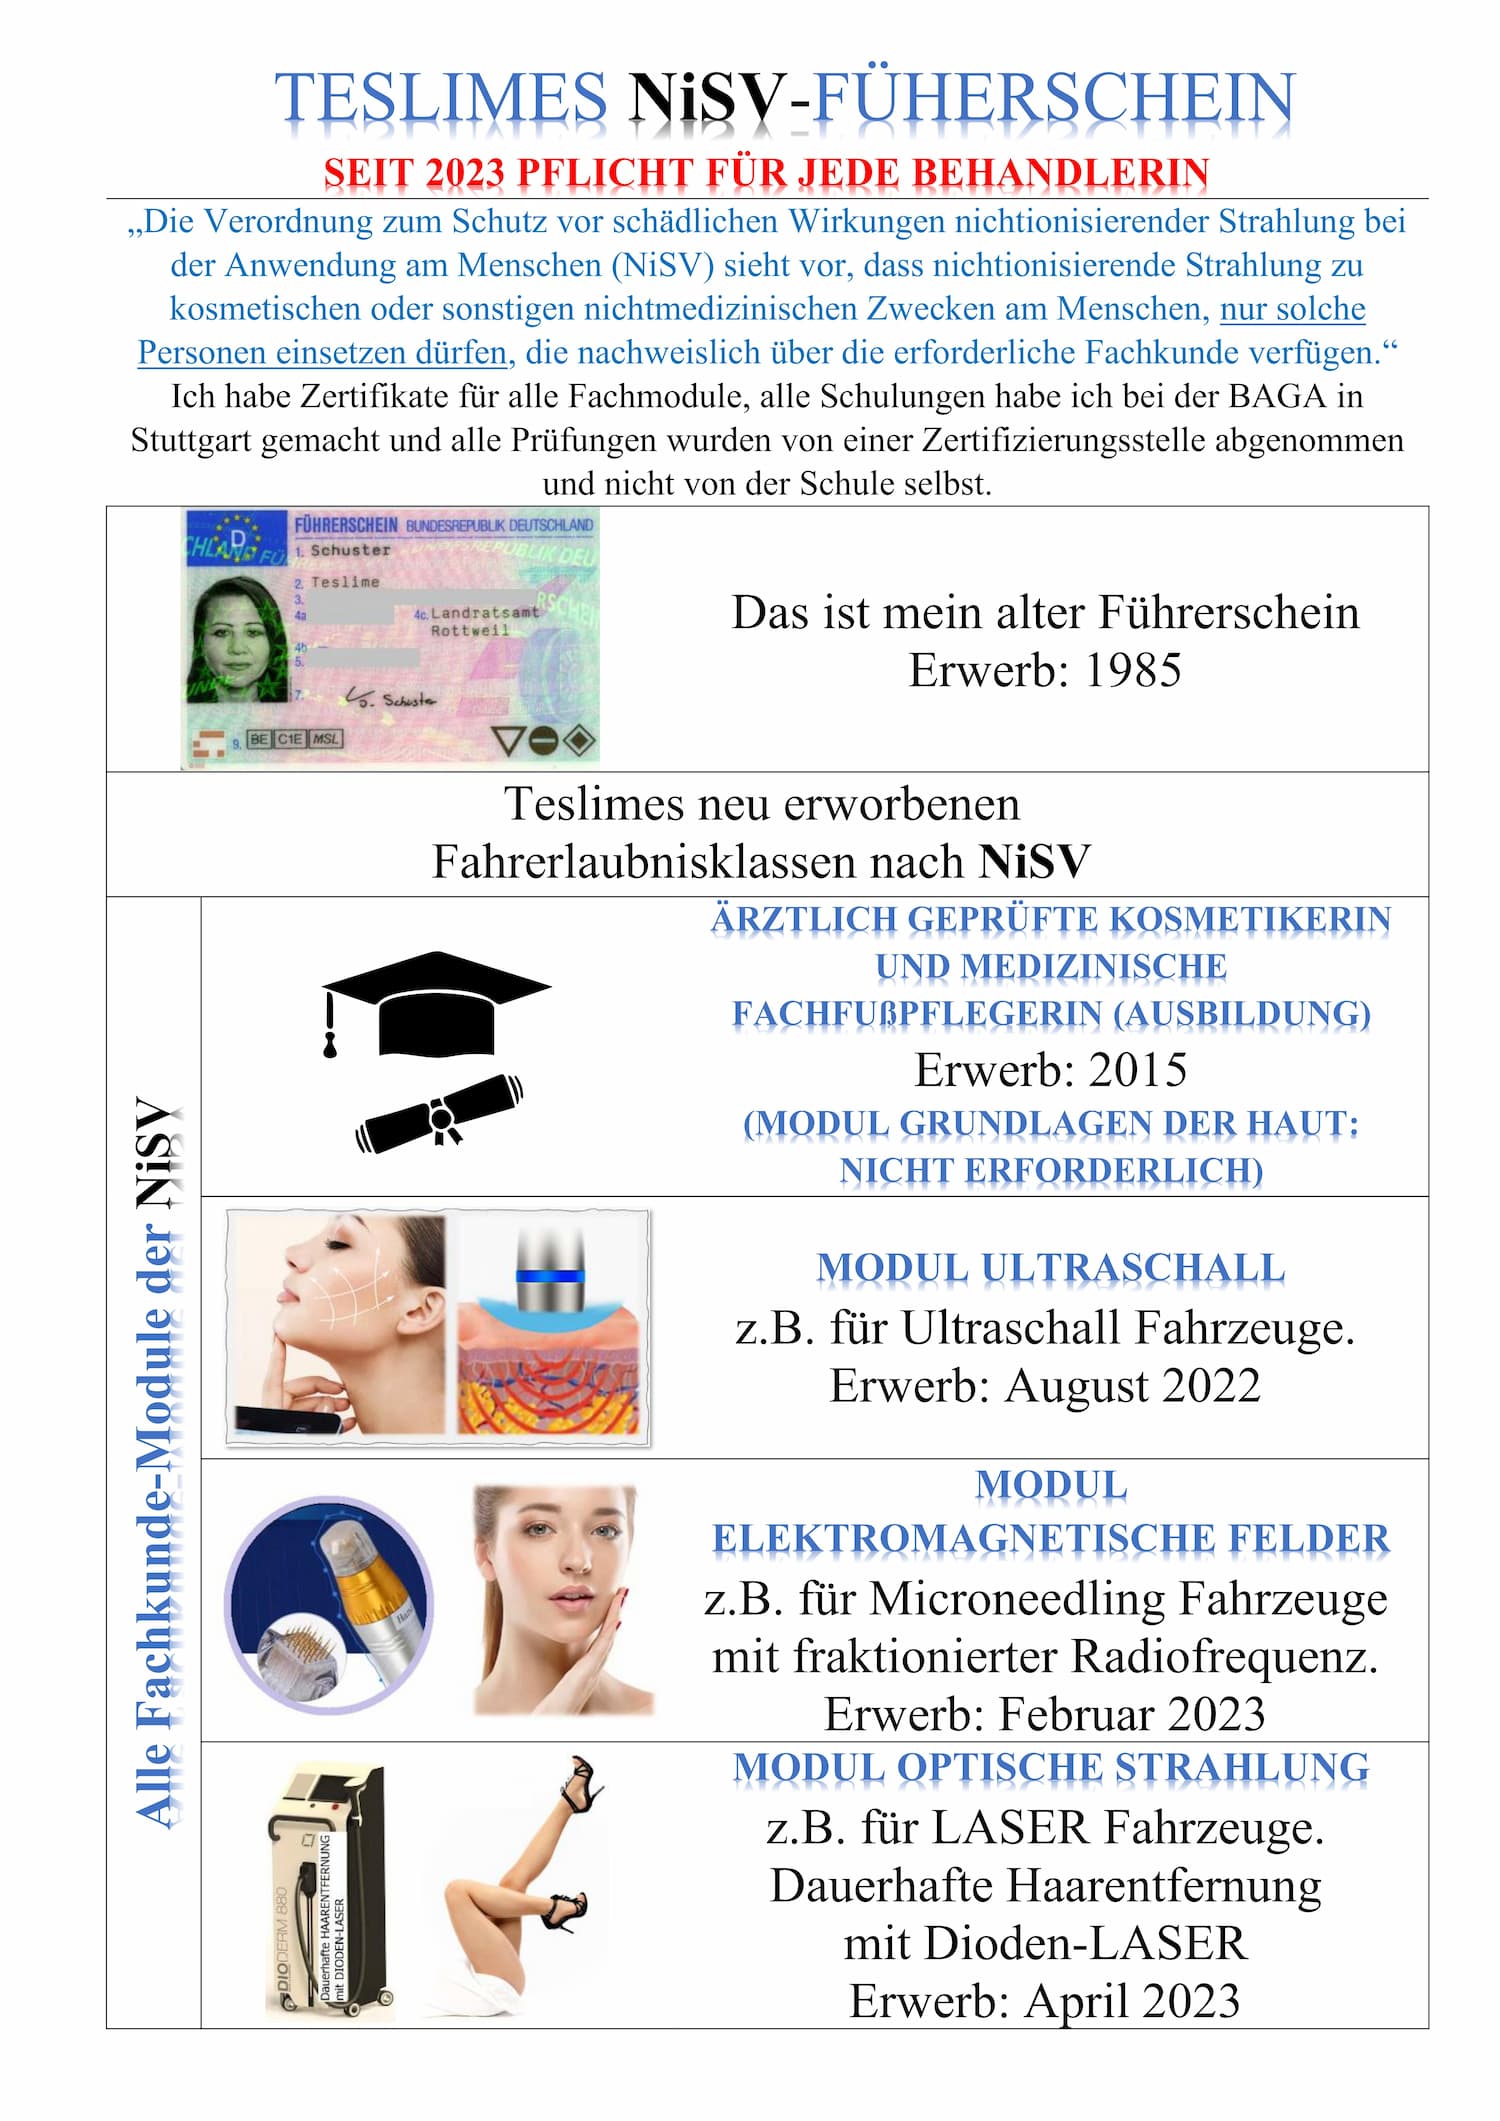 TESLIMES NiSV-FÜHERSCHEIN
SEIT 2023 PFLICHT FÜR JEDE BEHANDLERIN
„Die Verordnung zum Schutz vor schädlichen Wirkungen nichtionisierender Strahlung bei
der Anwendung am Menschen (NiSV) sieht vor, dass nichtionisierende Strahlung zu
kosmetischen oder sonstigen nichtmedizinischen Zwecken am Menschen, nur solche
Personen einsetzen dürfen, die nachweislich über die erforderliche Fachkunde verfügen.“
Ich habe Zertifikate für alle Fachmodule, alle Schulungen habe ich bei der BAGA in
Stuttgart gemacht und alle Prüfungen wurden von einer Zertifizierungsstelle abgenommen
und nicht von der Schule selbst.
FÜHRERSCHEIN BUNDESREPUBLIK DEUTSCHLAND
D
1. Schuster
2. Teslime
3.
4a
4c. Landratsamt
Rottweil
4b
5.
7.
Schuster
9. BE C1E MSL
Das ist mein alter Führerschein
Erwerb: 1985
Teslimes neu erworbenen
Fahrerlaubnisklassen nach NiSV
Alle Fachkunde-Module der NiSV
ÄRZTLICH GEPRÜFTE KOSMETIKERIN
UND MEDIZINISCHE
FACHFUßPFLEGERIN (AUSBILDUNG)
Erwerb: 2015
(MODUL GRUNDLAGEN DER HAUT:
NICHT ERFORDERLICH)
MODUL ULTRASCHALL
z.B. für Ultraschall Fahrzeuge.
Erwerb: August 2022
MODUL
ELEKTROMAGNETISCHE FELDER
z.B. für Microneedling Fahrzeuge
mit fraktionierter Radiofrequenz.
Erwerb: Februar 2023
DIODERM 880
Dauerhafte HAARENTFERNUNG
mit DIODEN-LASER
MODUL OPTISCHE STRAHLUNG
z.B. für LASER Fahrzeuge.
Dauerhafte Haarentfernung
mit Dioden-LASER
Erwerb: April 2023